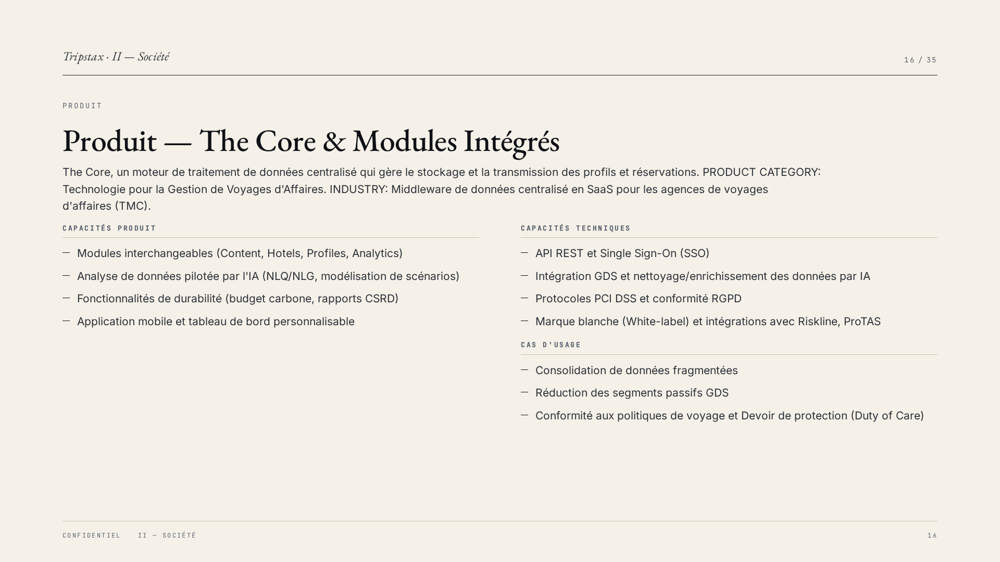 Tripstax · II — Société
16 / 35
PRODUIT
Produit — The Core & Modules Intégrés
The Core, un moteur de traitement de données centralisé qui gère le stockage et la transmission des profils et réservations. PRODUCT CATEGORY:
Technologie pour la Gestion de Voyages d'Affaires. INDUSTRY: Middleware de données centralisé en SaaS pour les agences de voyages
d'affaires (TMC).
CAPACITÉS PRODUIT
— Modules interchangeables (Content, Hotels, Profiles, Analytics)
— Analyse de données pilotée par l'IA (NLQ/NLG, modélisation de scénarios)
— Fonctionnalités de durabilité (budget carbone, rapports CSRD)
— Application mobile et tableau de bord personnalisable
CAPACITÉS TECHNIQUES
— API REST et Single Sign-On (SSO)
— Intégration GDS et nettoyage/enrichissement des données par IA
— Protocoles PCI DSS et conformité RGPD
— Marque blanche (White-label) et intégrations avec Riskline, ProTAS
CAS D'USAGE
— Consolidation de données fragmentées
— Réduction des segments passifs GDS
— Conformité aux politiques de voyage et Devoir de protection (Duty of Care)
CONFIDENTIEL II — SOCIÉTÉ
16